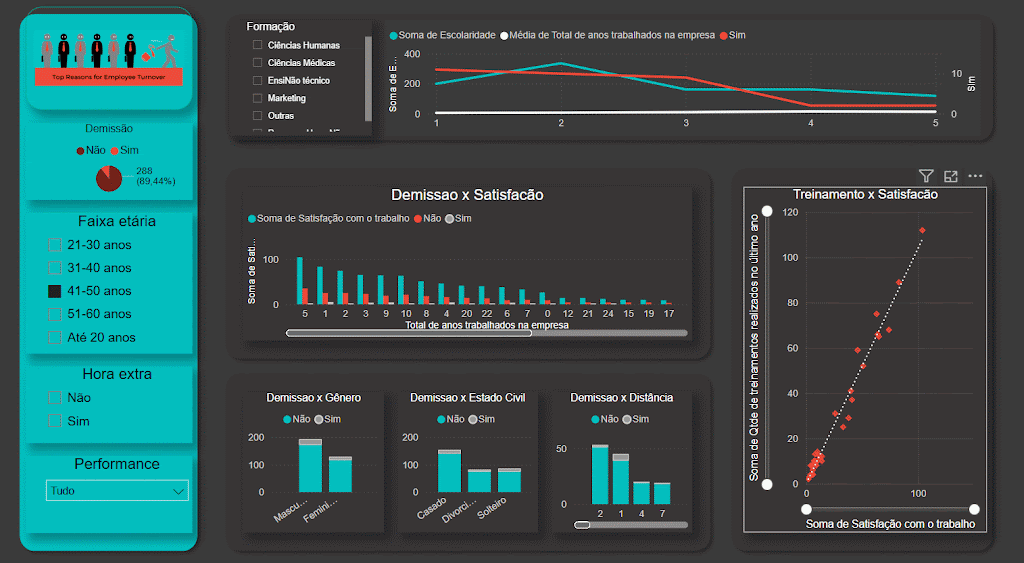 Top Reasons for Employee Turnover
Demissão
Não Sim
288
(89,44%)
Faixa etária
21-30 anos
31-40 anos
41-50 anos
51-60 anos
Até 20 anos
Hora extra
Não
Sim
Performance
Tudo
Formação
Ciências Humanas
Ciências Médicas
EnsiNão técnico
Marketing
Outras
Soma de Escolaridade Média de Total de anos trabalhados na empresa Sim
Soma de E...
400
200
0
10
0
Sim
1 2 3 4 5
Demissao x Satisfacão
Soma de Satisfação com o trabalho Não Sim
Soma de Sati...
100
0
5 1 2 3 9 10 8 4 20 22 6 7 0 12 21 24 15 19 17
Total de anos trabalhados na empresa
Demissao x Gênero
Não Sim
200
100
0
Mascu... Femini...
Demissao x Estado Civil
Não Sim
200
100
0
Casado Divorci... Solteiro
Demissao x Distância
Não Sim
50
0
2 1 4 7
Treinamento x Satisfacão
Soma de Qtde de treinamentos realizados no último ano
120
100
80
60
40
20
0
0 100
Soma de Satisfação com o trabalho